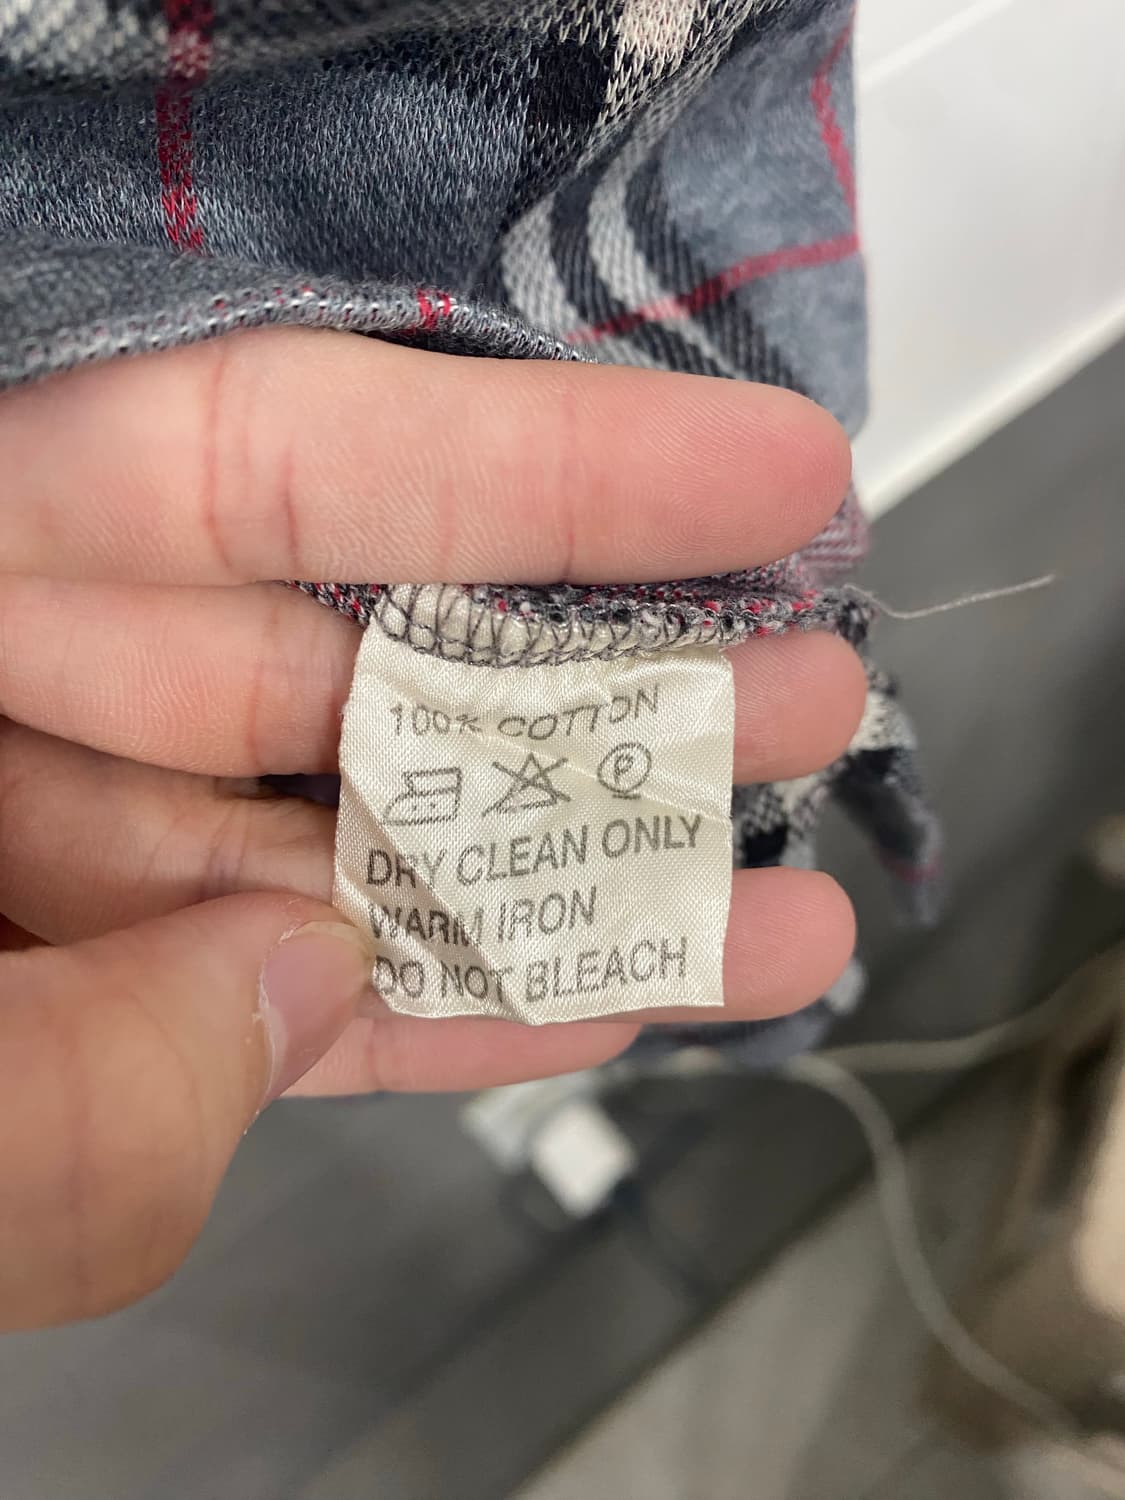 100% COTTON
P
DRY CLEAN ONLY
WARM IRON
DO NOT BLEACH